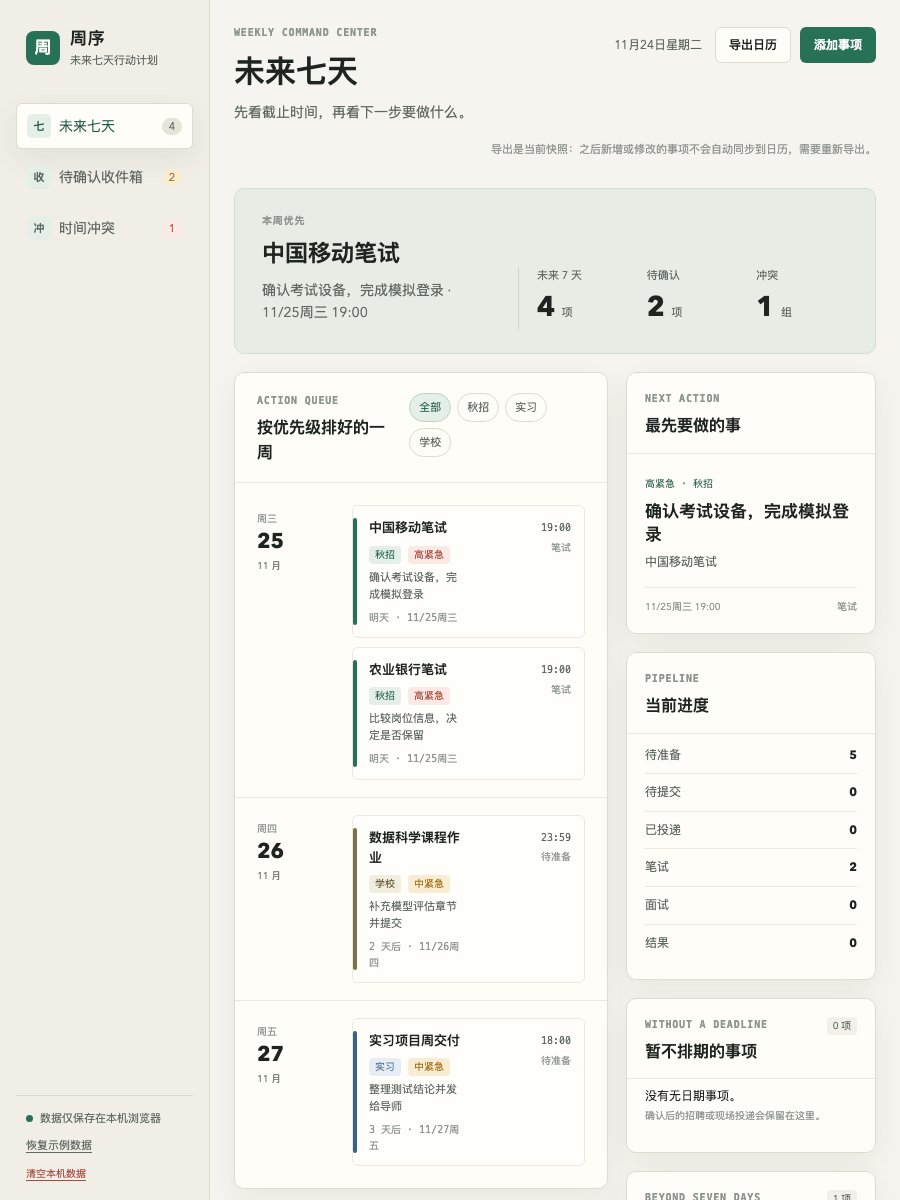 周
周序
未来七天行动计划
七 未来七天 4
收 待确认收件箱 2
冲 时间冲突 1
数据仅保存在本机浏览器
恢复示例数据
清空本机数据
WEEKLY COMMAND CENTER
未来七天
先看截止时间，再看下一步要做什么。
11月24日星期二
导出日历
添加事项
导出是当前快照：之后新增或修改的事项不会自动同步到日历，需要重新导出。
本周优先
中国移动笔试
确认考试设备，完成模拟登录 ·
11/25周三 19:00
未来 7 天
4 项
待确认
2 项
冲突
1 组
ACTION QUEUE
按优先级排好的一
周
全部
秋招
实习
学校
周三
25
11 月
中国移动笔试
19:00
秋招
高紧急
笔试
确认考试设备，完
成模拟登录
明天 · 11/25周三
农业银行笔试
19:00
秋招
高紧急
笔试
比较岗位信息，决
定是否保留
明天 · 11/25周三
周四
26
11 月
数据科学课程作
业
23:59
待准备
学校
中紧急
补充模型评估章节
并提交
2 天后 · 11/26周
四
周五
27
11 月
实习项目周交付
18:00
实习
中紧急
待准备
整理测试结论并发
给导师
3 天后 · 11/27周
五
NEXT ACTION
最先要做的事
高紧急 · 秋招
确认考试设备，完成模拟登
录
中国移动笔试
11/25周三 19:00
笔试
PIPELINE
当前进度
待准备 5
待提交 0
已投递 0
笔试 2
面试 0
结果 0
WITHOUT A DEADLINE
0 项
暂不排期的事项
没有无日期事项。
确认后的招聘或现场投递会保留在这里。
BEYOND SEVEN DAYS
1 项